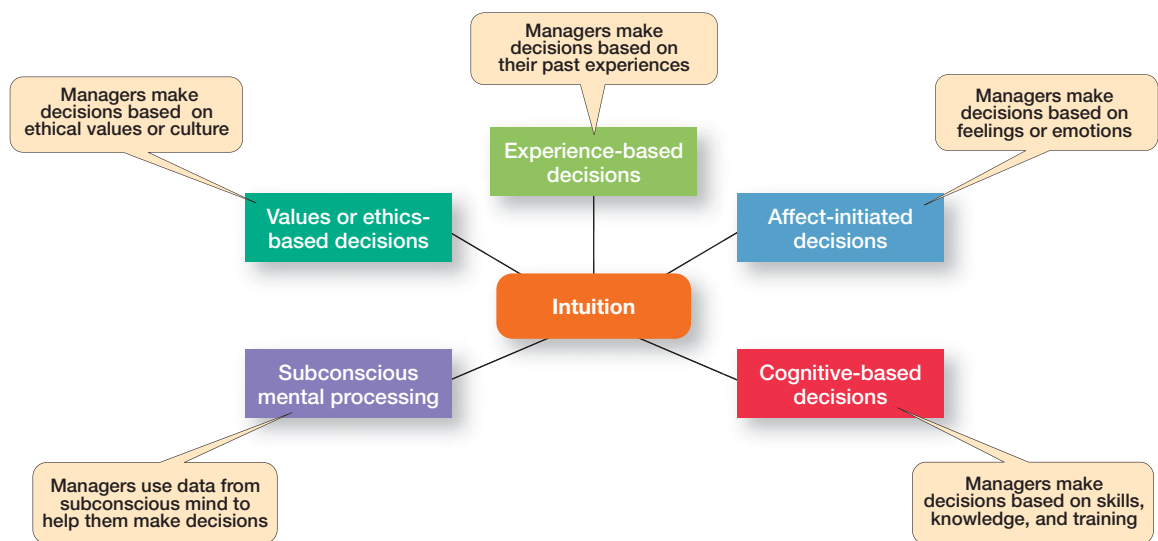 Managers make
decisions based on
their past experiences
Managers make
decisions based on
ethical values or culture
Managers make
decisions based on
feelings or emotions
Experience-based
decisions
Values or ethics-
based decisions
Affect-initiated
decisions
Intuition
Subconscious
mental processing
Cognitive-based
decisions
Managers use data from
subconscious mind to
help them make decisions
Managers make
decisions based on skills,
knowledge, and training